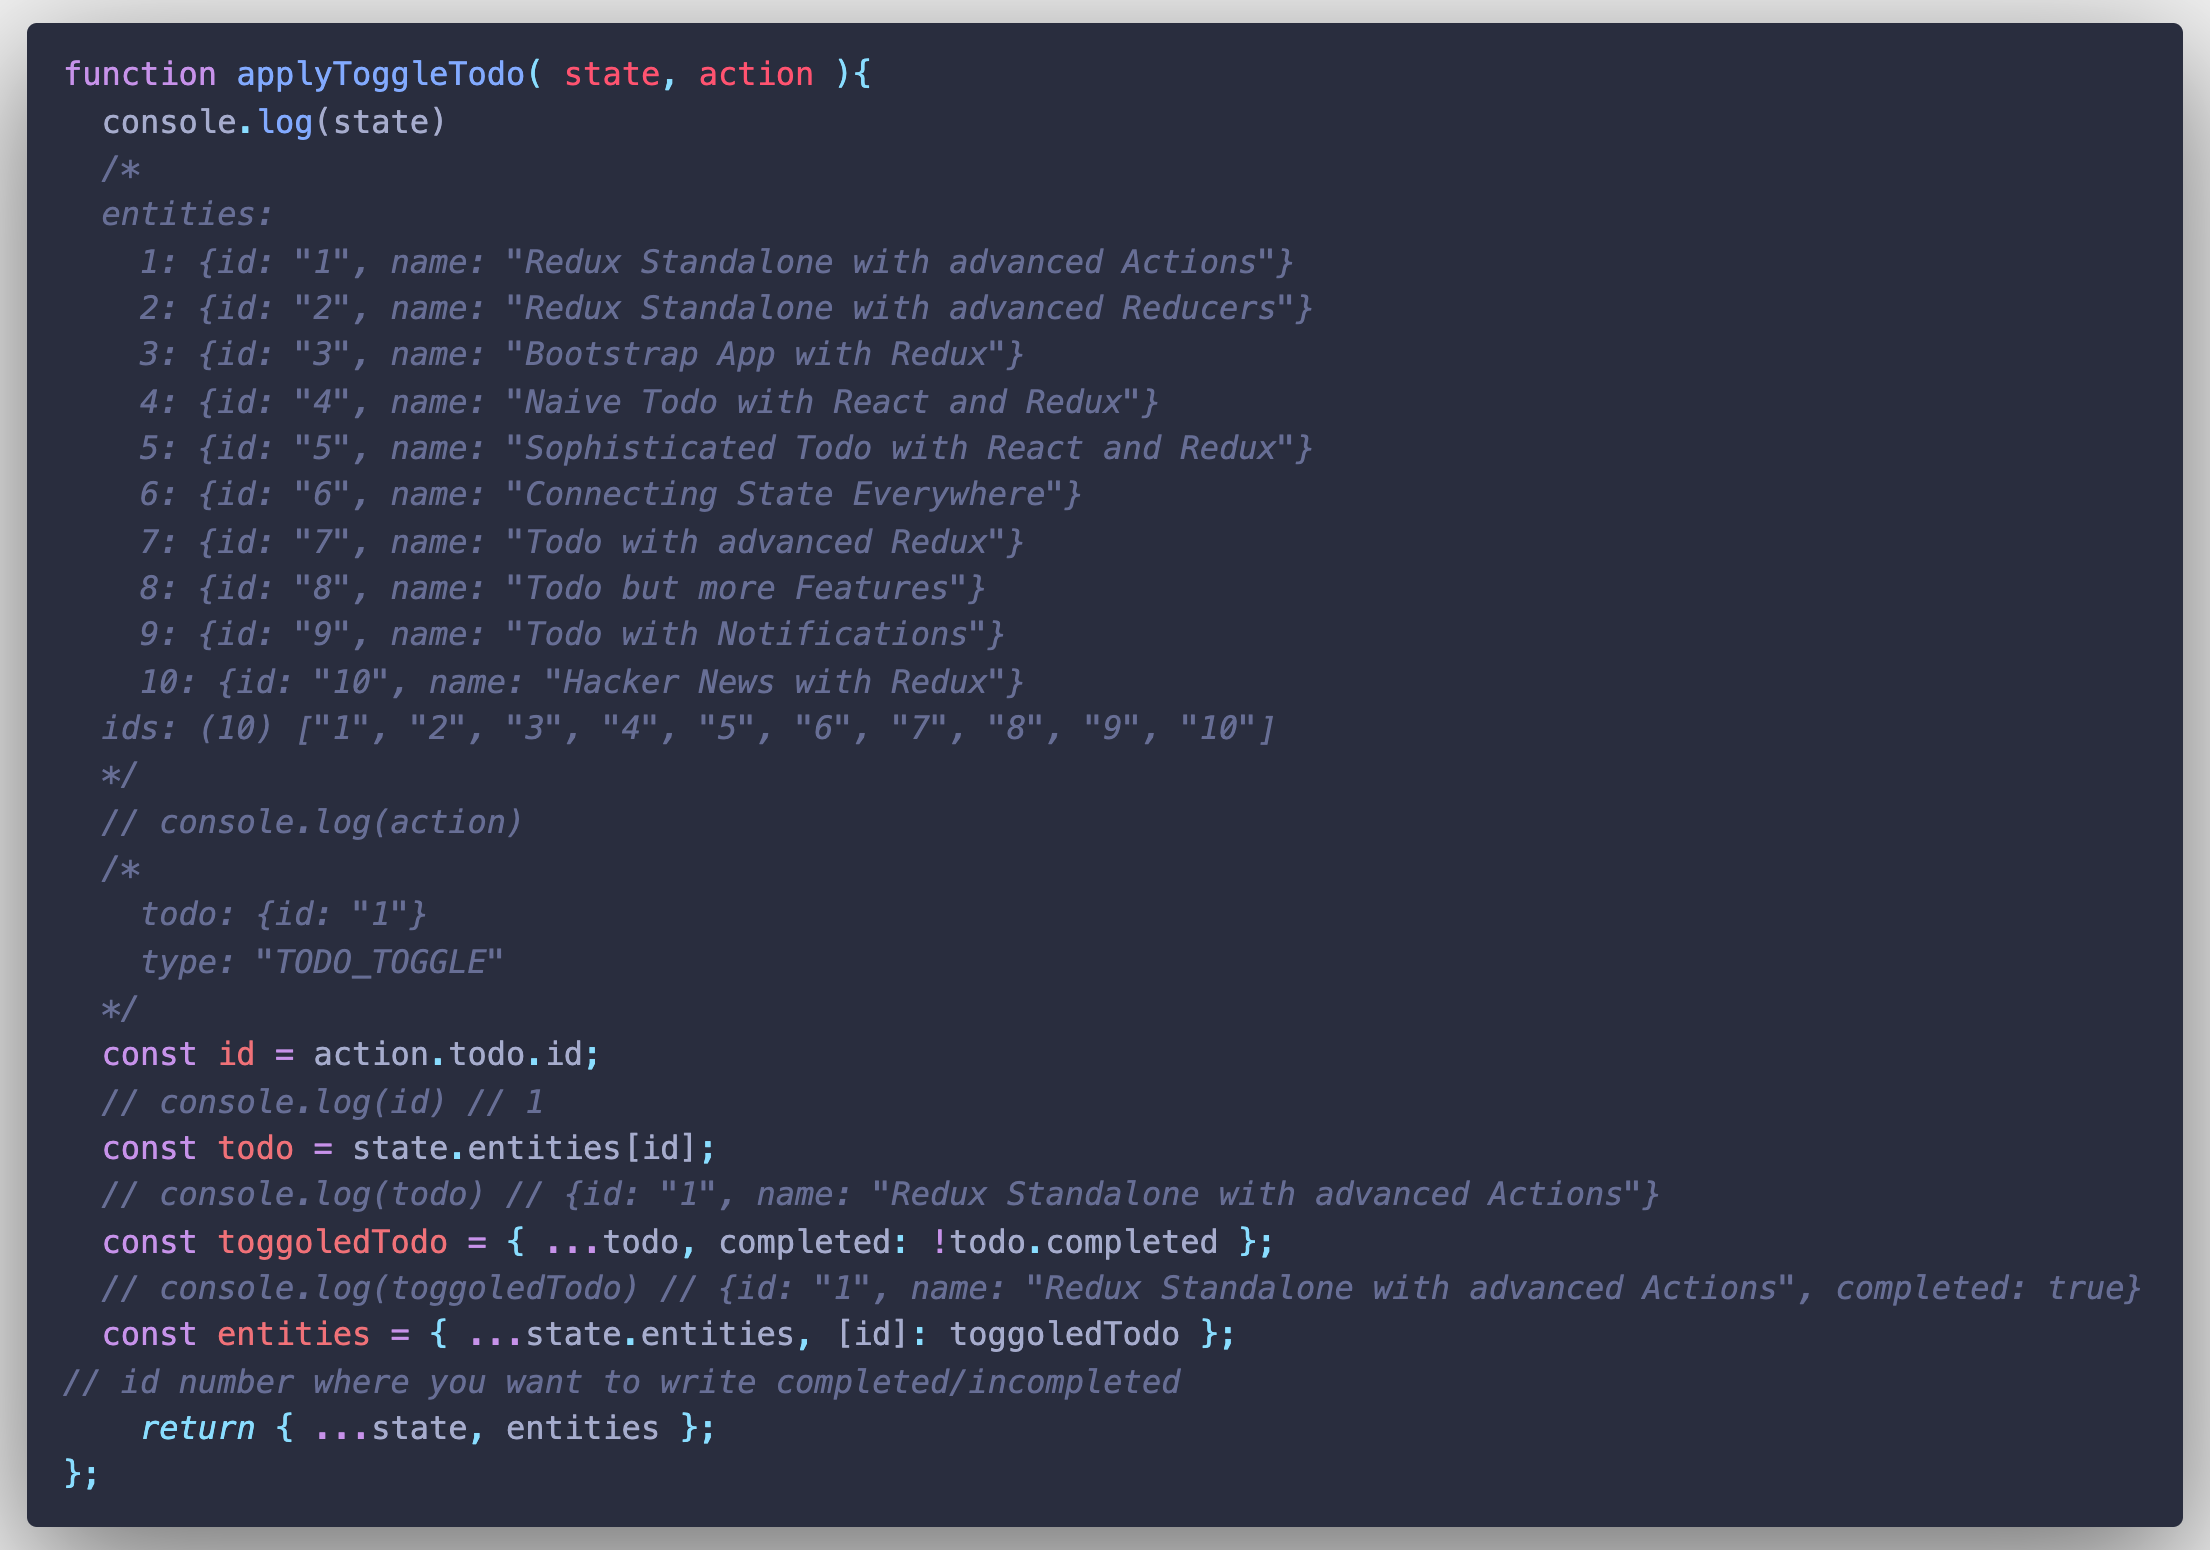 function applyToggleTodo( state, action ){
  console.log(state)
  /*
  entities:
    1: {id: "1", name: "Redux Standalone with advanced Actions"}
    2: {id: "2", name: "Redux Standalone with advanced Reducers"}
    3: {id: "3", name: "Bootstrap App with Redux"}
    4: {id: "4", name: "Naive Todo with React and Redux"}
    5: {id: "5", name: "Sophisticated Todo with React and Redux"}
    6: {id: "6", name: "Connecting State Everywhere"}
    7: {id: "7", name: "Todo with advanced Redux"}
    8: {id: "8", name: "Todo but more Features"}
    9: {id: "9", name: "Todo with Notifications"}
    10: {id: "10", name: "Hacker News with Redux"}
  ids: (10) ["1", "2", "3", "4", "5", "6", "7", "8", "9", "10"]
  */
  // console.log(action)
  /*
    todo: {id: "1"}
    type: "TODO_TOGGLE"
  */
  const id = action.todo.id;
  // console.log(id) // 1
  const todo = state.entities[id];
  // console.log(todo) // {id: "1", name: "Redux Standalone with advanced Actions"}
  const toggoledTodo = { ...todo, completed: !todo.completed };
  // console.log(toggoledTodo) // {id: "1", name: "Redux Standalone with advanced Actions", completed: true}
  const entities = { ...state.entities, [id]: toggoledTodo };
// id number where you want to write completed/incompleted
    return { ...state, entities };
};